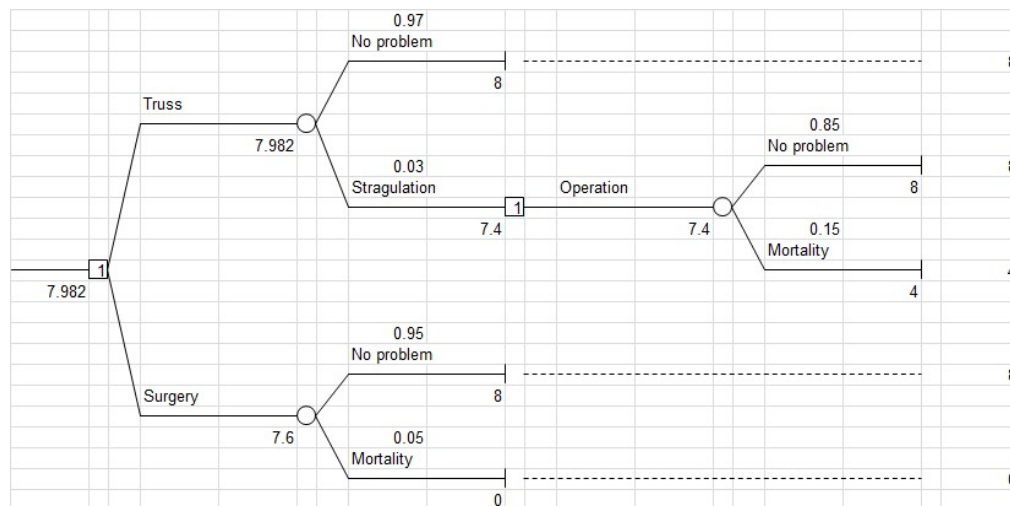 0.97
No problem
8
Truss
7.982
0.85
No problem
0.03
8
Stragulation
Operation
1
7.4
7.4
0.15
Mortality
1
7.982
4
0.95
No problem
8
Surgery
7.6
0.05
Mortality
0